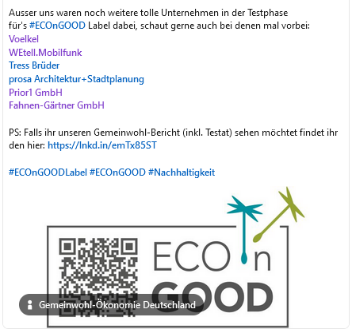 Ausser uns waren noch weitere tolle Unternehmen in der Testphase
für's #ECOnGOOD Label dabei, schaut gerne auch bei denen mal vorbei:
Voelkel
WEtell.Mobilfunk
Tress Brüder
prosa Architektur+Stadtplanung
Prior1 GmbH
Fahnen-Gärtner GmbH
PS: Falls ihr unseren Gemeinwohl-Bericht (inkl. Testat) sehen möchtet findet ihr
den hier: https://lnkd.in/emTx85ST
#ECOnGOODLabel #ECOnGOOD #Nachhaltigkeit
ECOn
GOOD
Gemeinwohl-Ökonomie Deutschland